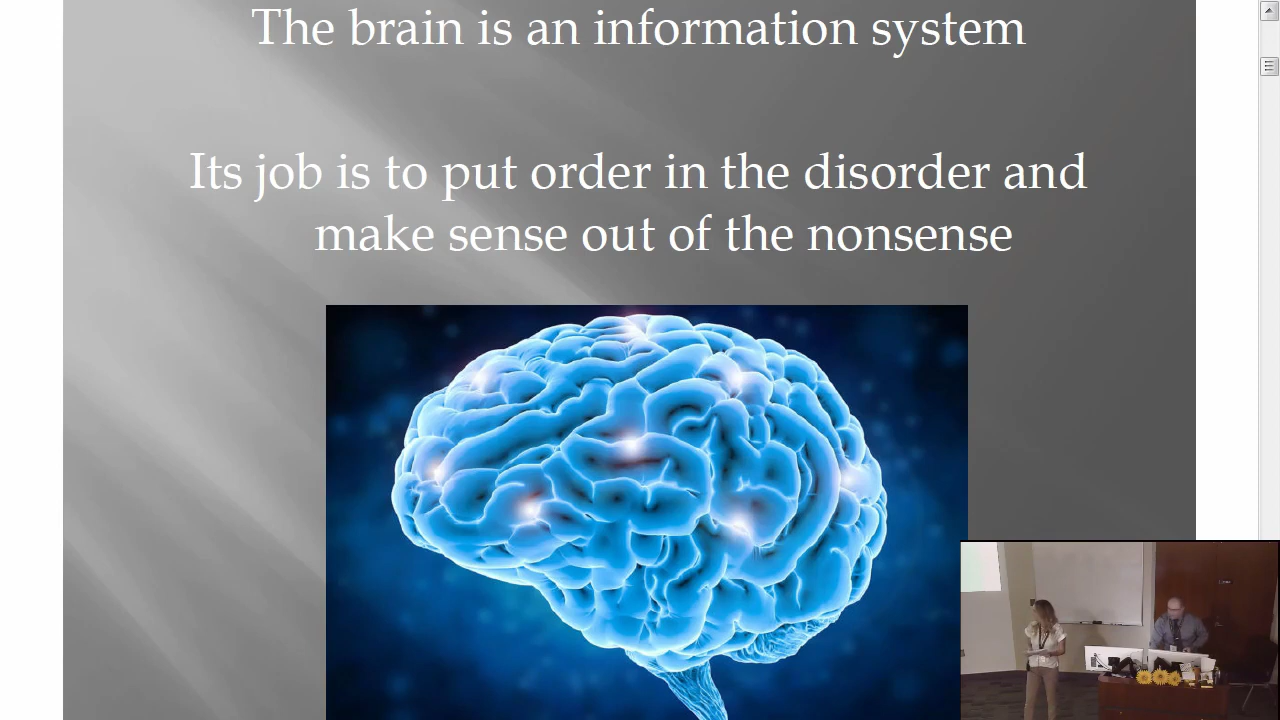 The brain is an information system
Its job is to put order in the disorder and
make sense out of the nonsense